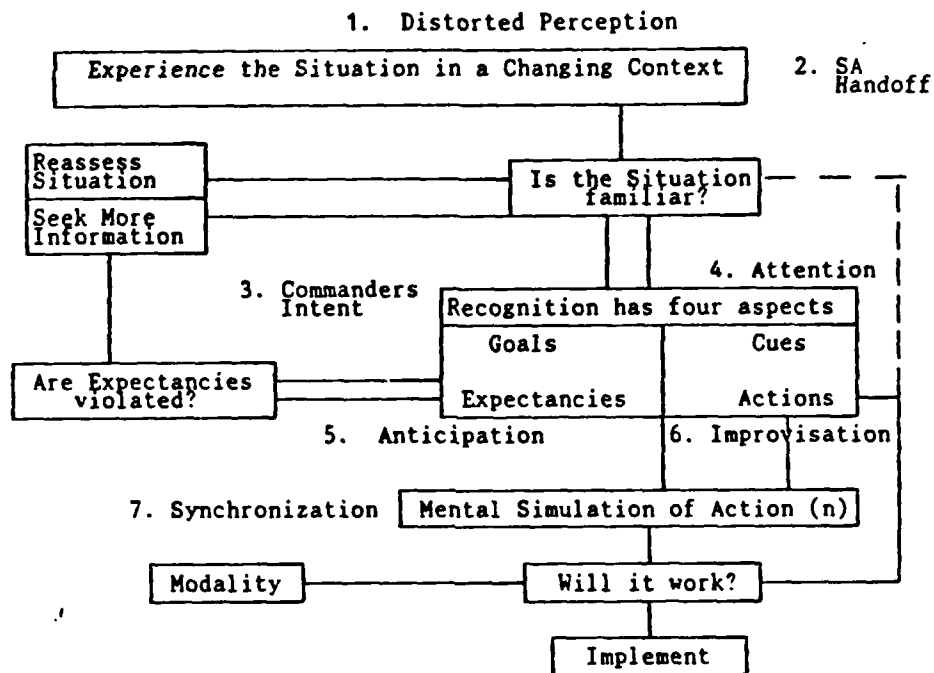 1. Distorted Perception
Experience the Situation in a Changing Context
2. SA
Handoff
Reassess
Situation
Is the Situation
familiar?
Seek More
Information
4. Attention
3. Commanders
Intent
Recognition has four aspects
Goals
Cues
Are Expectancies
violated?
Expectancies
Actions
5. Anticipation
6. Improvisation
7. Synchronization
Mental Simulation of Action (n)
Modality
Will it work?
Implement